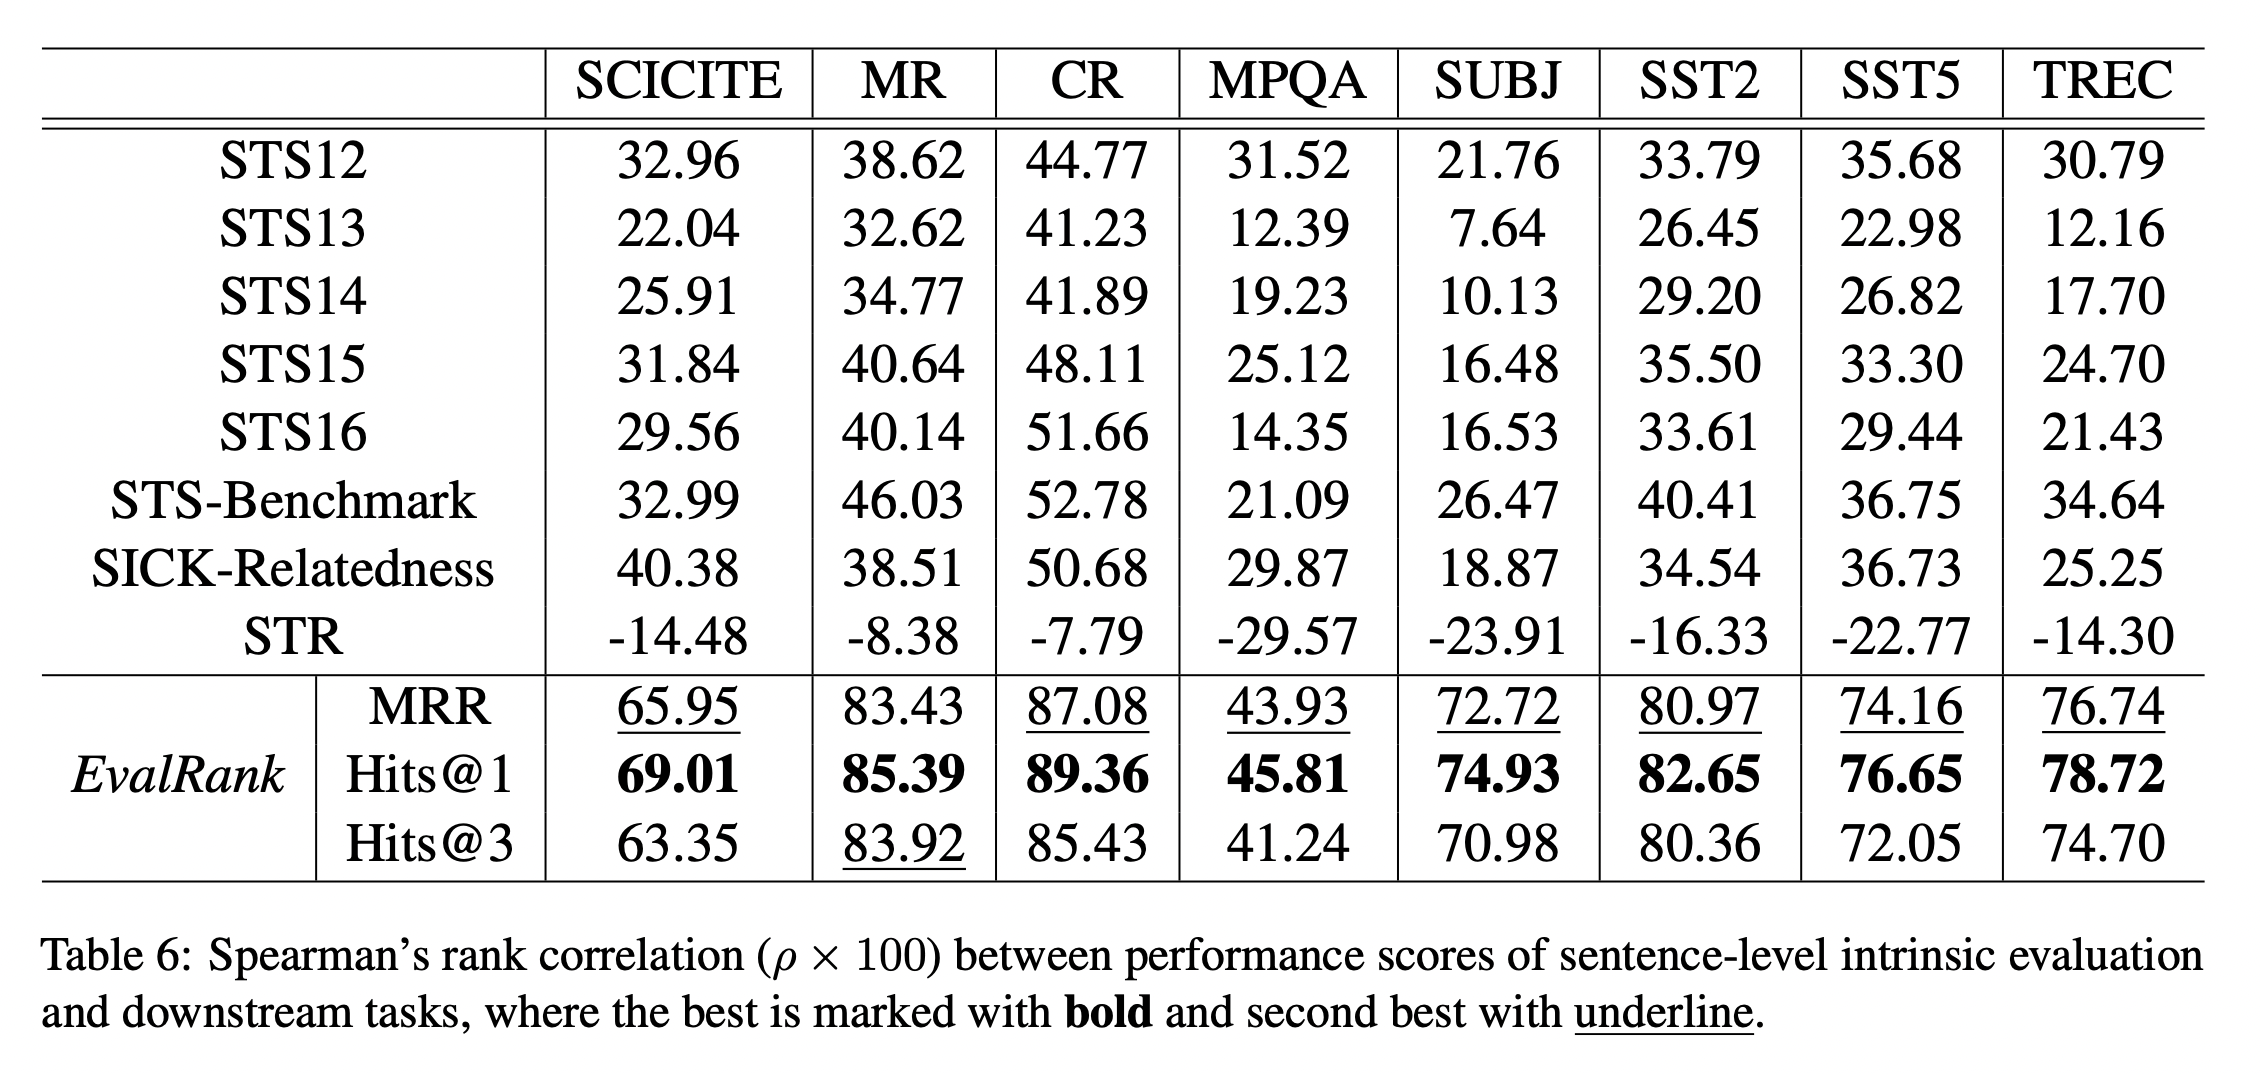 SCICITE MR CR MPQA SUBJ SST2 SST5 TREC
STS12 32.96 38.62 44.77 31.52 21.76 33.79 35.68 30.79
STS13 22.04 32.62 41.23 12.39 7.64 26.45 22.98 12.16
STS14 25.91 34.77 41.89 19.23 10.13 29.20 26.82 17.70
STS15 31.84 40.64 48.11 25.12 16.48 35.50 33.30 24.70
STS16 29.56 40.14 51.66 14.35 16.53 33.61 29.44 21.43
STS-Benchmark 32.99 46.03 52.78 21.09 26.47 40.41 36.75 34.64
SICK-Relatedness 40.38 38.51 50.68 29.87 18.87 34.54 36.73 25.25
STR -14.48 -8.38 -7.79 -29.57 -23.91 -16.33 -22.77 -14.30
MRR 65.95 83.43 87.08 43.93 72.72 80.97 74.16 76.74
EvalRank Hits@1 69.01 85.39 89.36 45.81 74.93 82.65 76.65 78.72
Hits@3 63.35 83.92 85.43 41.24 70.98 80.36 72.05 74.70
Table 6: Spearman's rank correlation (ρ × 100) between performance scores of sentence-level intrinsic evaluation
and downstream tasks, where the best is marked with bold and second best with underline.